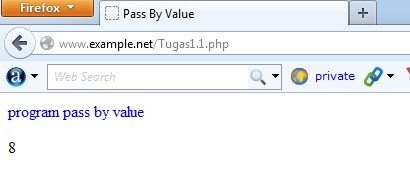 Firefox
Pass By Value
www.example.net/Tugas1.1.php
a
Web Search
private
program pass by value
8